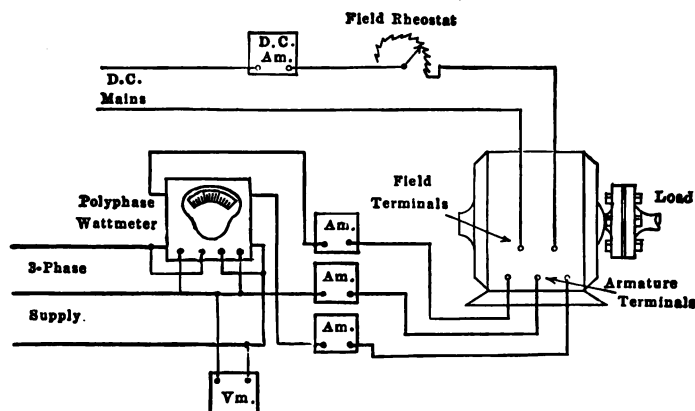 Field Rheostat
D.C.
Am.
D.C.
Mains
Polyphase
Wattmeter
Field
Terminals
Load
Am.
3-Phase
Am.
Armature
Terminals
Supply.
Am.
Vm.